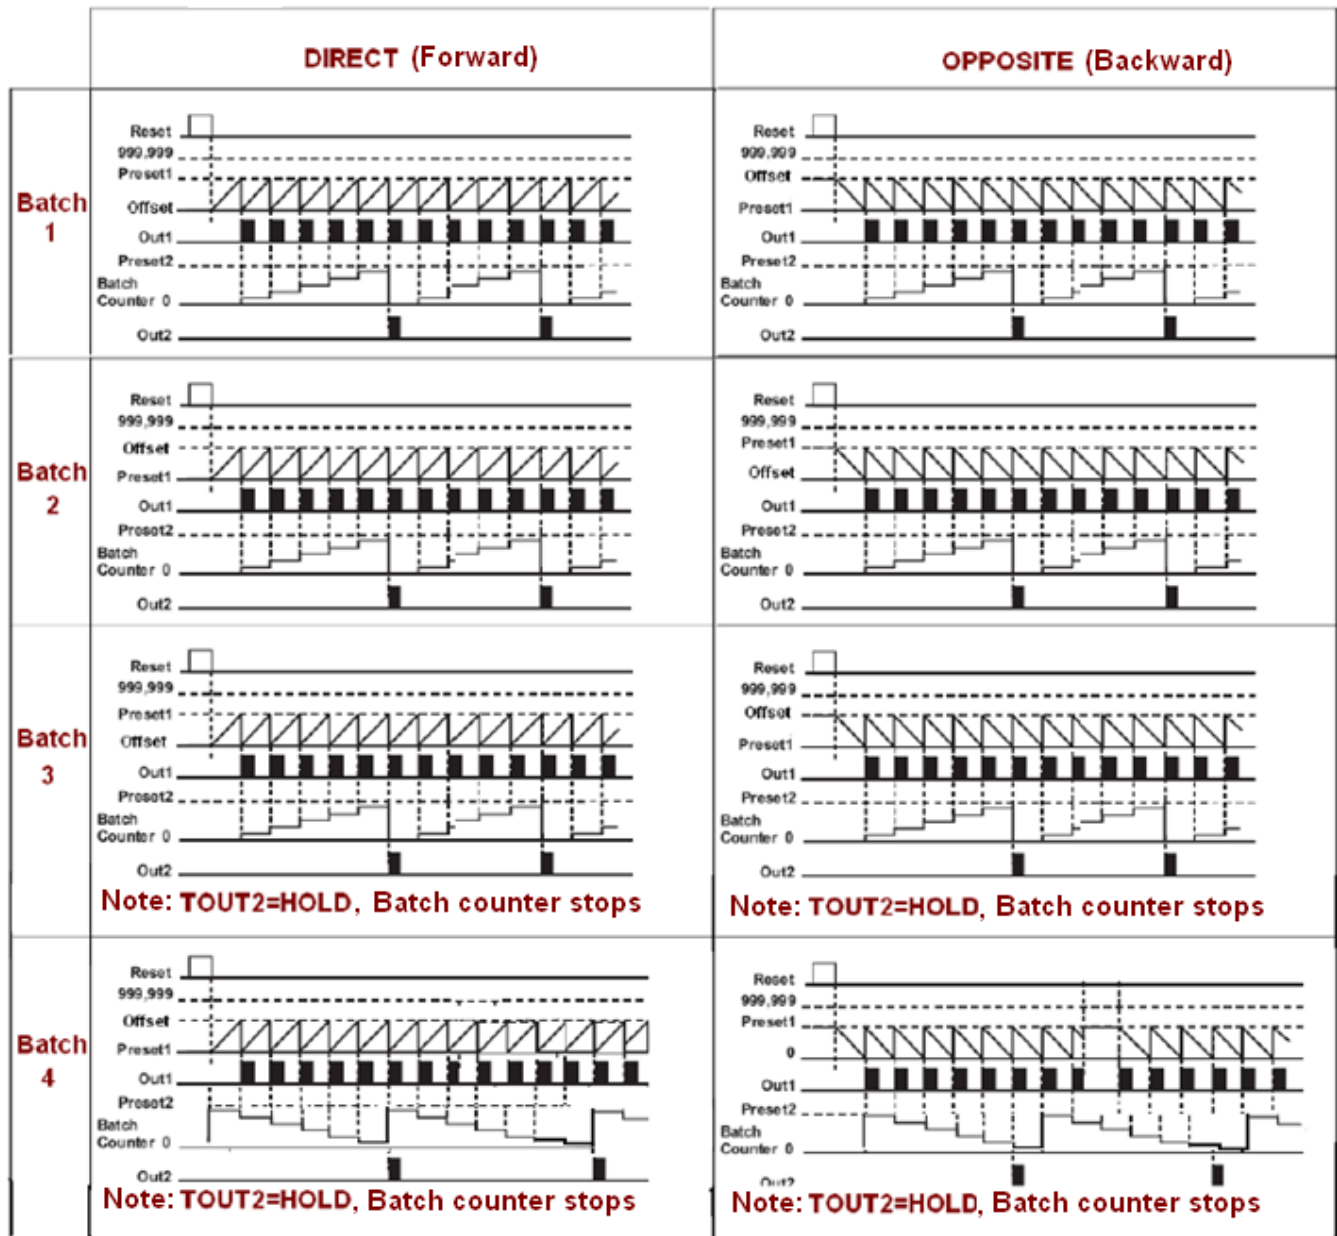 DIRECT (Forward)
OPPOSITE (Backward)
Batch 1
Reset
999,999
Preset1
Offset
Out1
Preset2
Batch
Counter 0
Out2
Reset
999,999
Offset
Preset1
Out1
Preset2
Batch
Counter 0
Out2
Batch 2
Reset
999,999
Offset
Preset1
Out1
Preset2
Batch
Counter 0
Out2
Reset
999,999
Preset1
Offset
Out1
Preset2
Batch
Counter 0
Out2
Batch 3
Reset
999,999
Preset1
Offset
Out1
Preset2
Batch
Counter 0
Out2
Note: TOUT2=HOLD, Batch counter stops
Reset
999,999
Offset
Preset1
Out1
Preset2
Batch
Counter 0
Out2
Note: TOUT2=HOLD, Batch counter stops
Batch 4
Reset
999,999
Offset
Preset1
Out1
Preset2
Batch
Counter 0
Out2
Note: TOUT2=HOLD, Batch counter stops
Reset
999,999
Preset1
0
Out1
Preset2
Batch
Counter 0
Out2
Note: TOUT2=HOLD, Batch counter stops